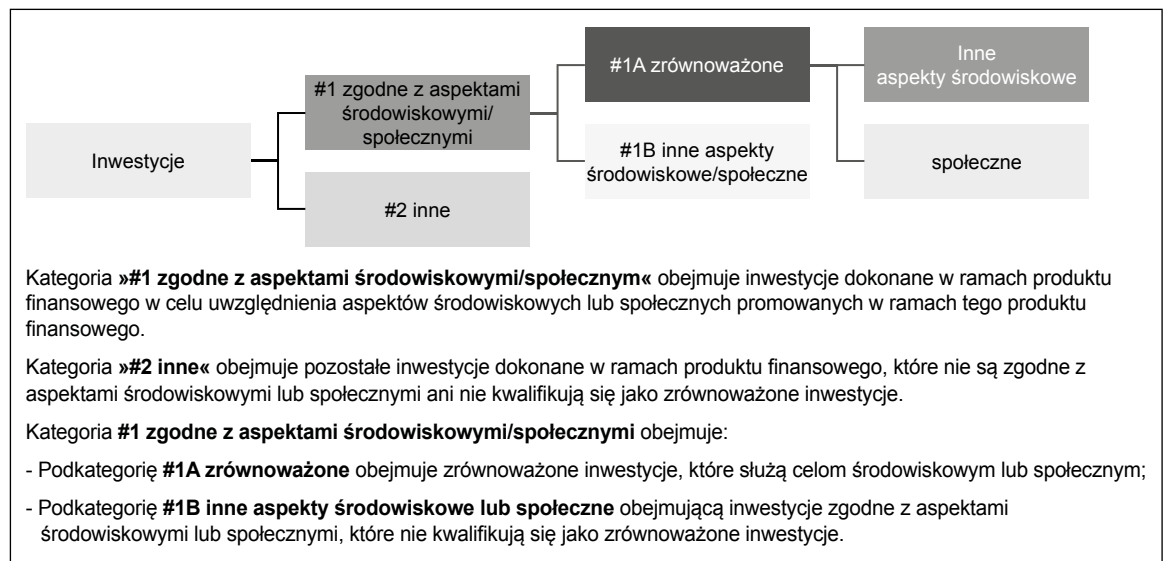 Inwestycje
#1 zgodne z aspektami
środowiskowymi/
społecznymi
#2 inne
#1A zrównoważone
#1B inne aspekty
środowiskowe/społeczne
Inne
aspekty środowiskowe
społeczne
Kategoria »#1 zgodne z aspektami środowiskowymi/społecznym« obejmuje inwestycje dokonane w ramach produktu
finansowego w celu uwzględnienia aspektów środowiskowych lub społecznych promowanych w ramach tego produktu
finansowego.
Kategoria »#2 inne« obejmuje pozostałe inwestycje dokonane w ramach produktu finansowego, które nie są zgodne z
aspektami środowiskowymi lub społecznymi ani nie kwalifikują się jako zrównoważone inwestycje.
Kategoria #1 zgodne z aspektami środowiskowymi/społecznymi obejmuje:
- Podkategorię #1A zrównoważone obejmuje zrównoważone inwestycje, które służą celom środowiskowym lub społecznym;
- Podkategorię #1B inne aspekty środowiskowe lub społeczne obejmującą inwestycje zgodne z aspektami
środowiskowymi lub społecznymi, które nie kwalifikują się jako zrównoważone inwestycje.